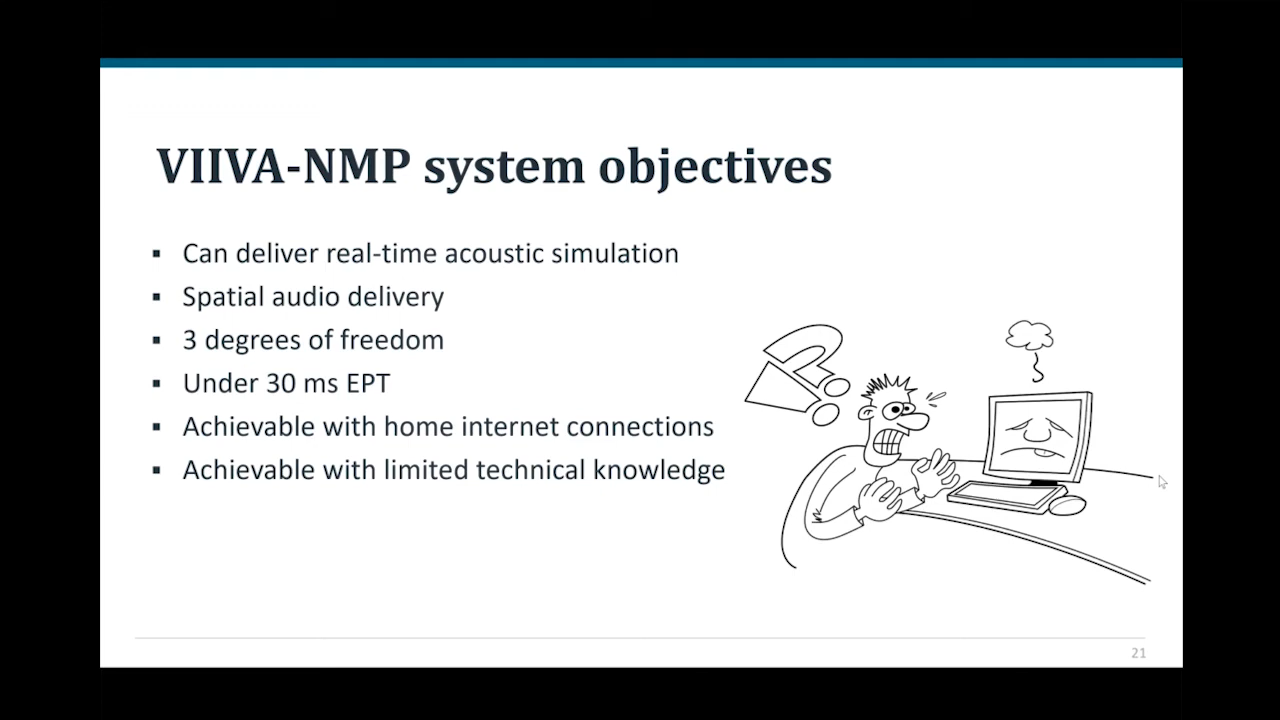 VIIVA-NMP system objectives
▪ Can deliver real-time acoustic simulation
▪ Spatial audio delivery
▪ 3 degrees of freedom
▪ Under 30 ms EPT
▪ Achievable with home internet connections
▪ Achievable with limited technical knowledge
!?
21